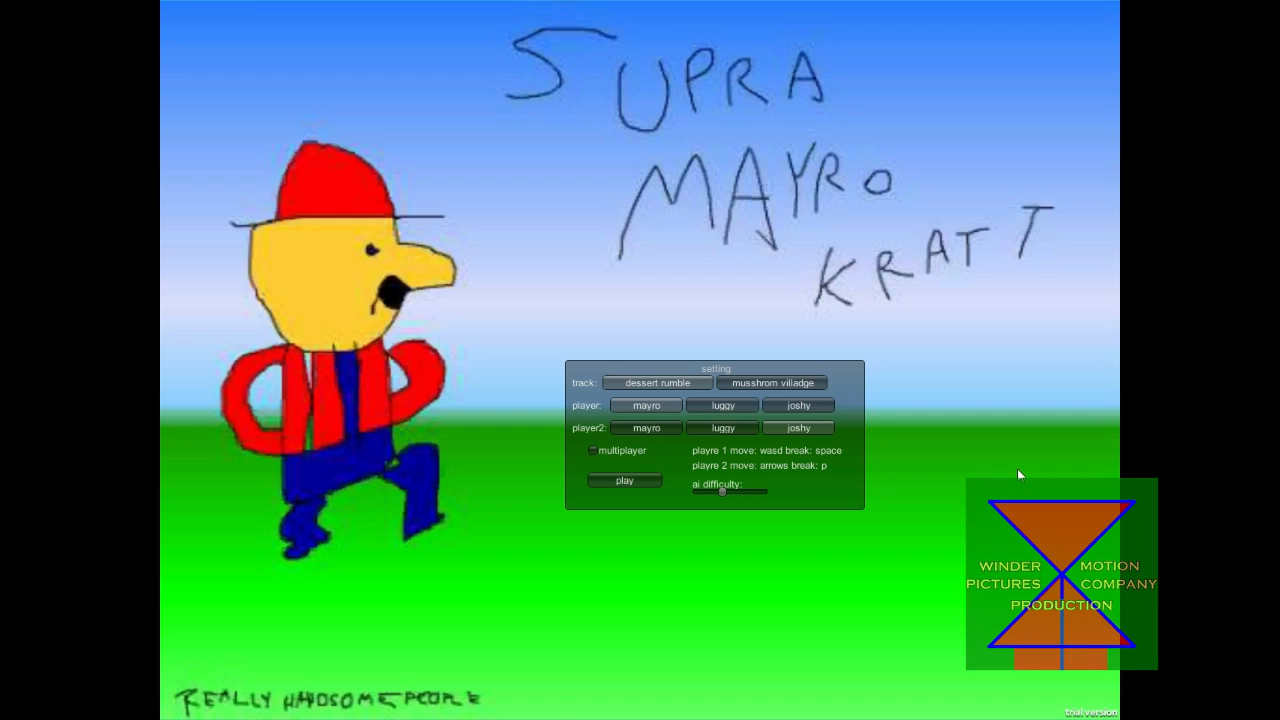 SUPRA
MAYRO
KRATT
setting
track: dessert rumble musshrom villadge
player: mayro luggy joshy
player2: mayro luggy joshy
multiplayer playre 1 move: wasd break: space
playre 2 move: arrows break: p
play ai difficulty:
WINDER MOTION
PICTURES COMPANY
PRODUCTION
REALLY HANDSOME PEOPLE
trial version